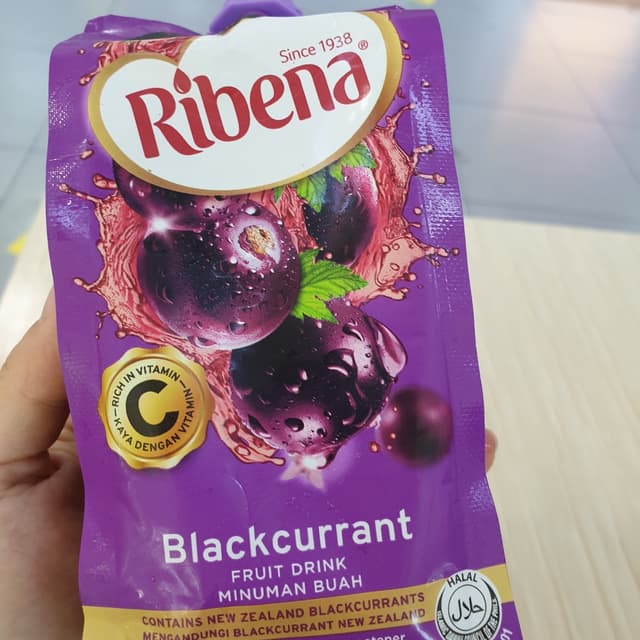 Since 1938
Ribena®
RICH IN VITAMIN
C
KAYA DENGAN VITAMIN
Blackcurrant
FRUIT DRINK
MINUMAN BUAH
CONTAINS NEW ZEALAND BLACKCURRANTS
MENGANDUNGI BLACKCURRANT NEW ZEALAND
HALAL
حلال